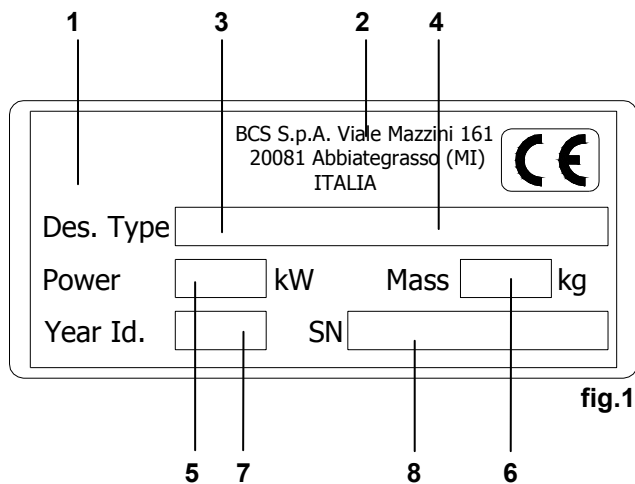 1 3 2 4
BCS S.p.A. Viale Mazzini 161
20081 Abbiategrasso (MI)
ITALIA
CE
Des. Type
Power kW Mass kg
Year Id. SN
fig.1
5 7 8 6